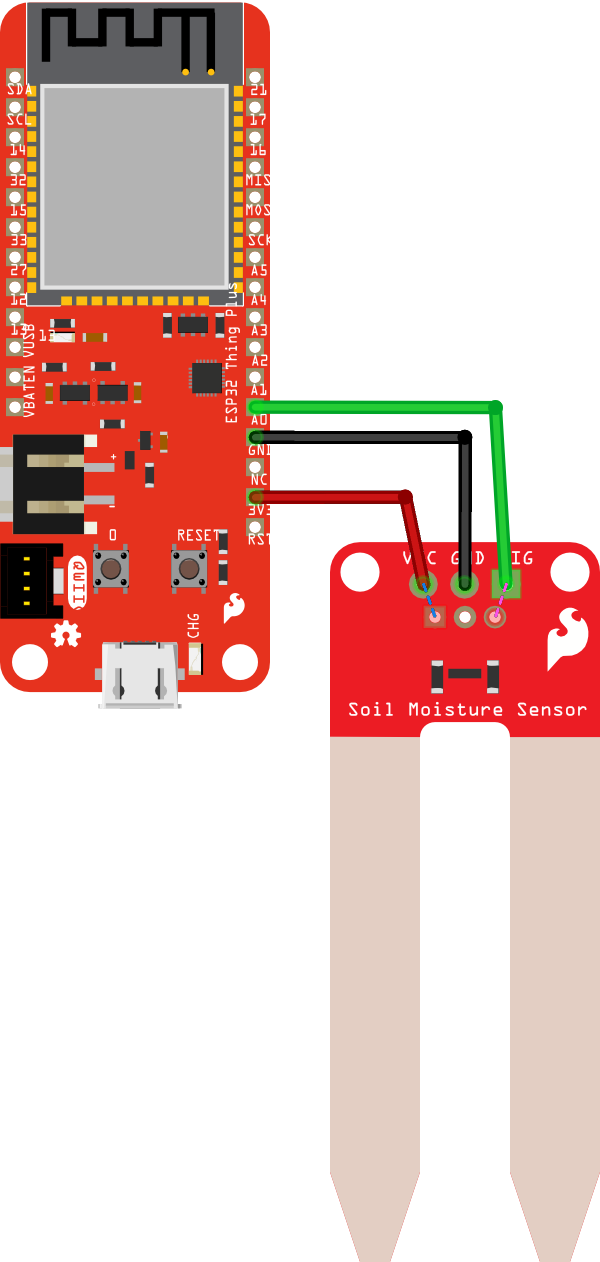 SDA
SCL
14
32
15
33
27
12
13
VBATEN VUSB
13
21
17
16
MIS
MOS
SCK
A5
A4
A3
A2
A1
A0
GND
NC
3V3
RST
ESP32 Thing Plus
+
-
0
RESET
CHG
qwiic
VCC GND SIG
Soil Moisture Sensor